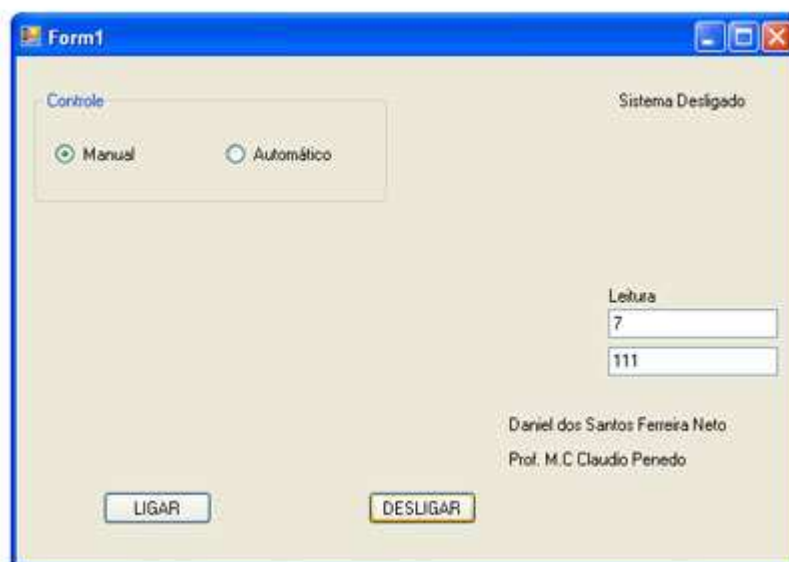 Form1
Controle
Sistema Desligado
Manual
Automático
Leitura
7
111
Daniel dos Santos Ferreira Neto
Prof. M.C Claudio Penedo
LIGAR
DESLIGAR